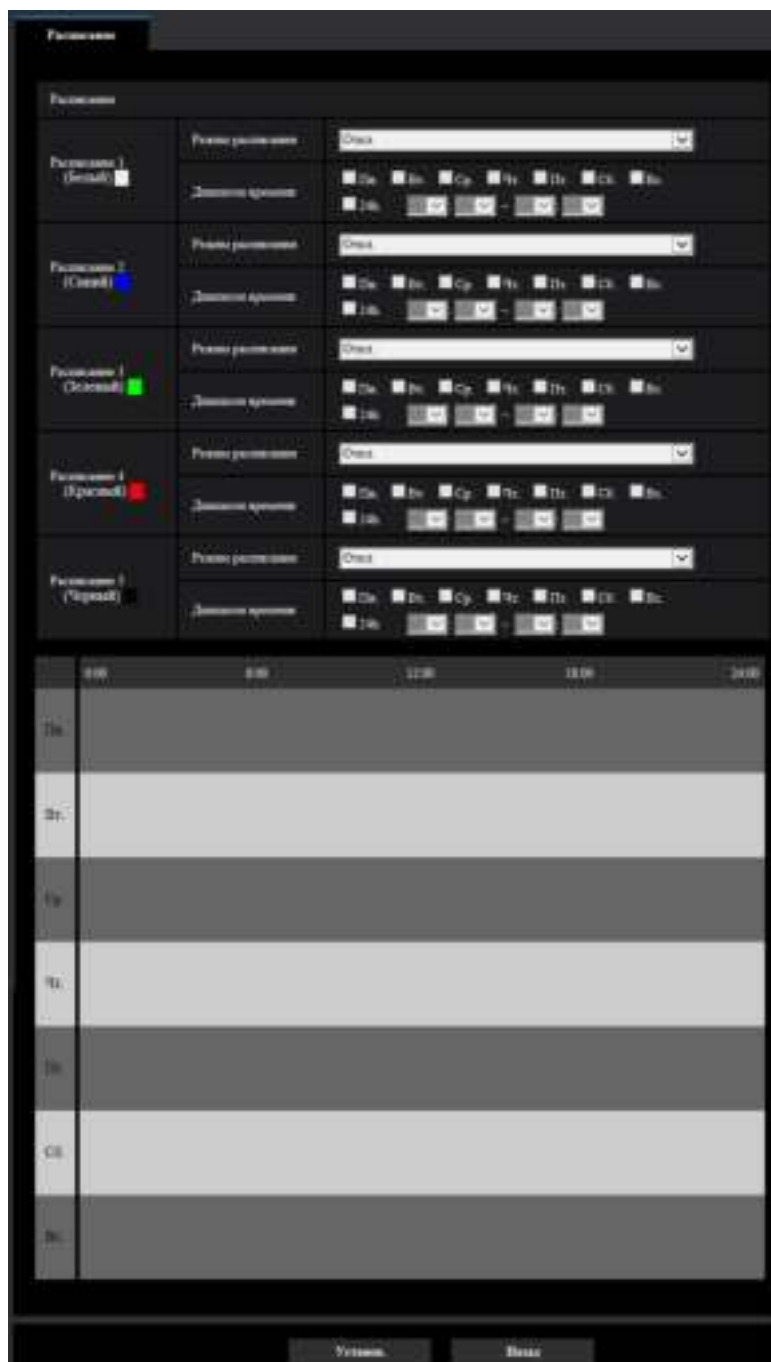 Расписание
Расписание
Расписание 1
(Белый)
Режим расписания
Откл.
Диапазон времени
Пн. Вт. Ср. Чт. Пт. Сб. Вс.
24h
~
Расписание 2
(Синий)
Режим расписания
Откл.
Диапазон времени
Пн. Вт. Ср. Чт. Пт. Сб. Вс.
24h
~
Расписание 3
(Зеленый)
Режим расписания
Откл.
Диапазон времени
Пн. Вт. Ср. Чт. Пт. Сб. Вс.
24h
~
Расписание 4
(Красный)
Режим расписания
Откл.
Диапазон времени
Пн. Вт. Ср. Чт. Пт. Сб. Вс.
24h
~
Расписание 5
(Черный)
Режим расписания
Откл.
Диапазон времени
Пн. Вт. Ср. Чт. Пт. Сб. Вс.
24h
~
0:00 12:00 18:00 24:00
Пн.
Вт.
Ср.
Чт.
Пт.
Сб.
Вс.
Установ. Назад